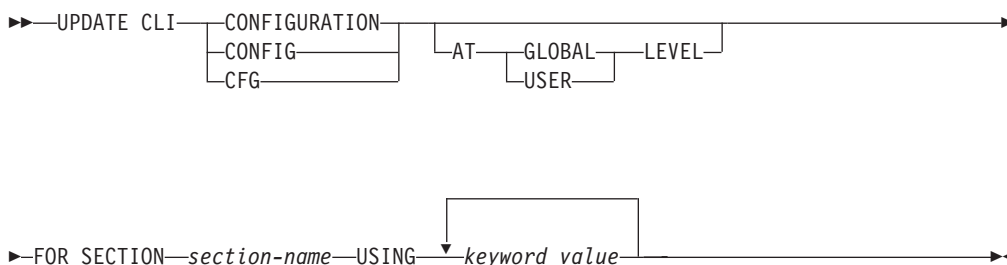 UPDATE CLI CONFIGURATION
CONFIG
CFG
AT GLOBAL LEVEL
USER
FOR SECTION section-name USING keyword value